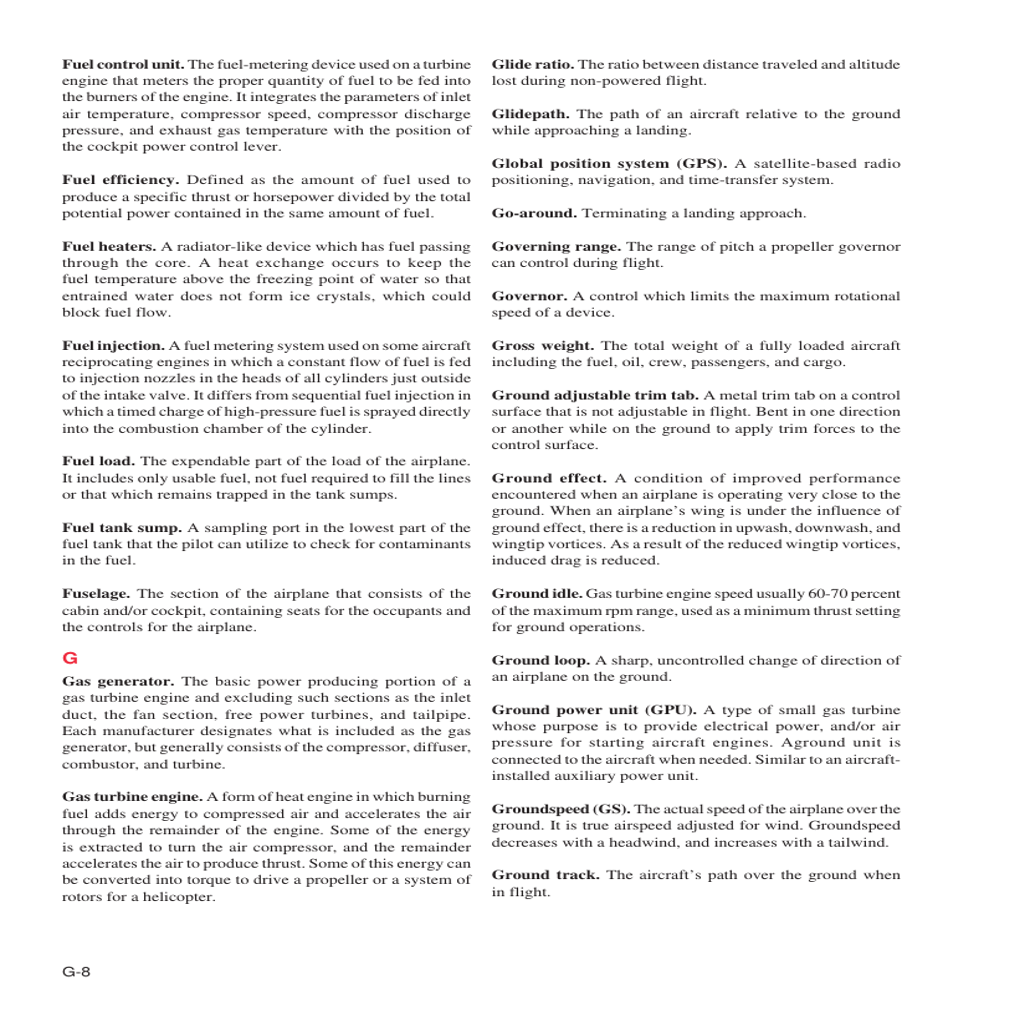 Fuel control unit. The fuel-metering device used on a turbine
engine that meters the proper quantity of fuel to be fed into
the burners of the engine. It integrates the parameters of inlet
air temperature, compressor speed, compressor discharge
pressure, and exhaust gas temperature with the position of
the cockpit power control lever.
Fuel efficiency. Defined as the amount of fuel used to
produce a specific thrust or horsepower divided by the total
potential power contained in the same amount of fuel.
Fuel heaters. A radiator-like device which has fuel passing
through the core. A heat exchange occurs to keep the
fuel temperature above the freezing point of water so that
entrained water does not form ice crystals, which could
block fuel flow.
Fuel injection. A fuel metering system used on some aircraft
reciprocating engines in which a constant flow of fuel is fed
to injection nozzles in the heads of all cylinders just outside
of the intake valve. It differs from sequential fuel injection in
which a timed charge of high-pressure fuel is sprayed directly
into the combustion chamber of the cylinder.
Fuel load. The expendable part of the load of the airplane.
It includes only usable fuel, not fuel required to fill the lines
or that which remains trapped in the tank sumps.
Fuel tank sump. A sampling port in the lowest part of the
fuel tank that the pilot can utilize to check for contaminants
in the fuel.
Fuselage. The section of the airplane that consists of the
cabin and/or cockpit, containing seats for the occupants and
the controls for the airplane.
G
Gas generator. The basic power producing portion of a
gas turbine engine and excluding such sections as the inlet
duct, the fan section, free power turbines, and tailpipe.
Each manufacturer designates what is included as the gas
generator, but generally consists of the compressor, diffuser,
combustor, and turbine.
Gas turbine engine. A form of heat engine in which burning
fuel adds energy to compressed air and accelerates the air
through the remainder of the engine. Some of the energy
is extracted to turn the air compressor, and the remainder
accelerates the air to produce thrust. Some of this energy can
be converted into torque to drive a propeller or a system of
rotors for a helicopter.
Glide ratio. The ratio between distance traveled and altitude
lost during non-powered flight.
Glidepath. The path of an aircraft relative to the ground
while approaching a landing.
Global position system (GPS). A satellite-based radio
positioning, navigation, and time-transfer system.
Go-around. Terminating a landing approach.
Governing range. The range of pitch a propeller governor
can control during flight.
Governor. A control which limits the maximum rotational
speed of a device.
Gross weight. The total weight of a fully loaded aircraft
including the fuel, oil, crew, passengers, and cargo.
Ground adjustable trim tab. A metal trim tab on a control
surface that is not adjustable in flight. Bent in one direction
or another while on the ground to apply trim forces to the
control surface.
Ground effect. A condition of improved performance
encountered when an airplane is operating very close to the
ground. When an airplane's wing is under the influence of
ground effect, there is a reduction in upwash, downwash, and
wingtip vortices. As a result of the reduced wingtip vortices,
induced drag is reduced.
Ground idle. Gas turbine engine speed usually 60-70 percent
of the maximum rpm range, used as a minimum thrust setting
for ground operations.
Ground loop. A sharp, uncontrolled change of direction of
an airplane on the ground.
Ground power unit (GPU). A type of small gas turbine
whose purpose is to provide electrical power, and/or air
pressure for starting aircraft engines. Aground unit is
connected to the aircraft when needed. Similar to an aircraft-
installed auxiliary power unit.
Groundspeed (GS). The actual speed of the airplane over the
ground. It is true airspeed adjusted for wind. Groundspeed
decreases with a headwind, and increases with a tailwind.
Ground track. The aircraft's path over the ground when
in flight.
G-8